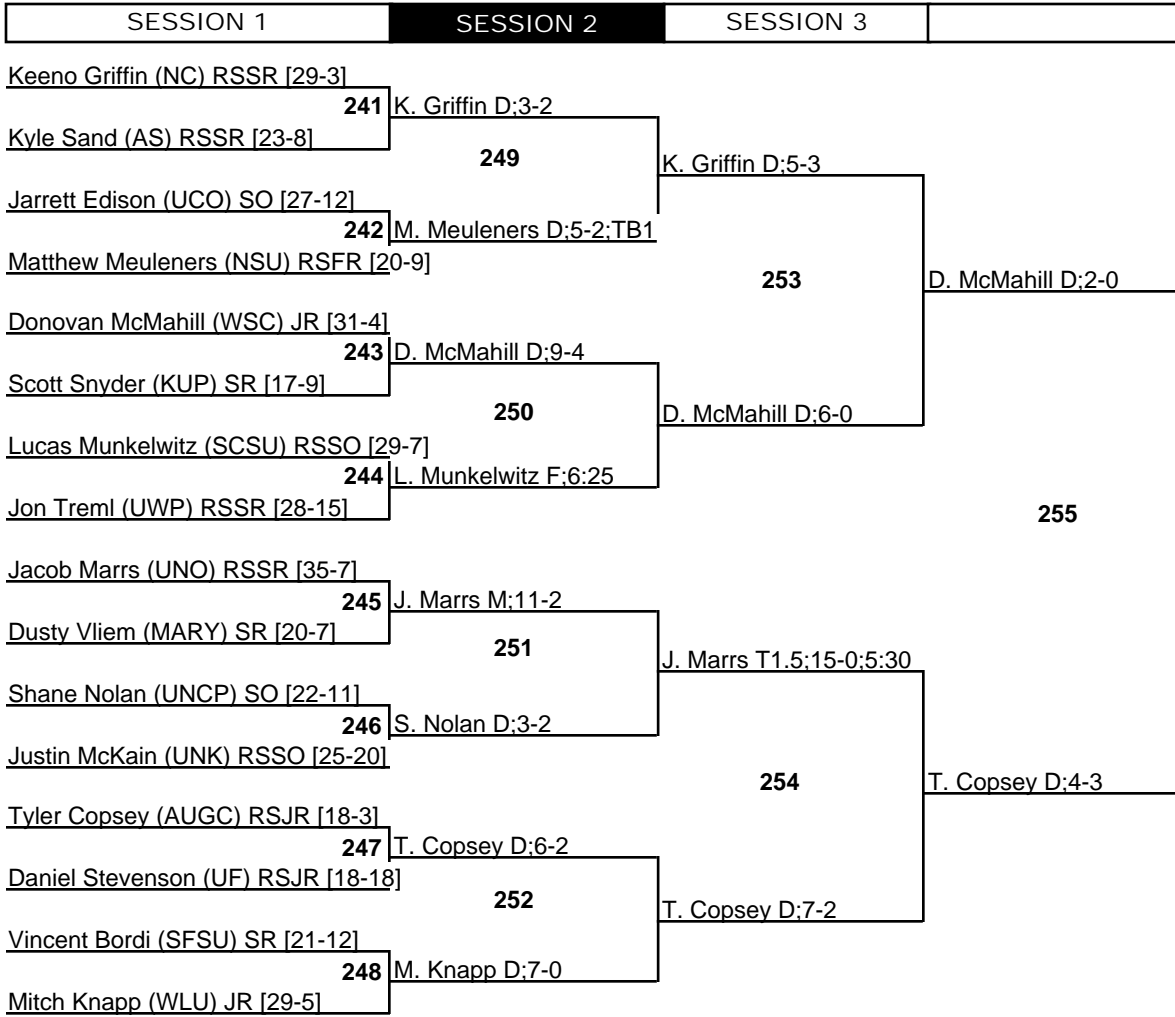 SESSION 1 SESSION 2 SESSION 3
Keeno Griffin (NC) RSSR [29-3]
241 K. Griffin D;3-2
Kyle Sand (AS) RSSR [23-8]
249
K. Griffin D;5-3
Jarrett Edison (UCO) SO [27-12]
242 M. Meuleners D;5-2;TB1
Matthew Meuleners (NSU) RSFR [20-9]
253 D. McMahill D;2-0
Donovan McMahill (WSC) JR [31-4]
243 D. McMahill D;9-4
Scott Snyder (KUP) SR [17-9]
250 D. McMahill D;6-0
Lucas Munkelwitz (SCSU) RSSO [29-7]
244 L. Munkelwitz F;6:25
Jon Treml (UWP) RSSR [28-15]
255
Jacob Marrs (UNO) RSSR [35-7]
245 J. Marrs M;11-2
Dusty Vliem (MARY) SR [20-7]
251
J. Marrs T1.5;15-0;5:30
Shane Nolan (UNCP) SO [22-11]
246 S. Nolan D;3-2
Justin McKain (UNK) RSSO [25-20]
254 T. Copsey D;4-3
Tyler Copsey (AUGC) RSJR [18-3]
247 T. Copsey D;6-2
Daniel Stevenson (UF) RSJR [18-18]
252
T. Copsey D;7-2
Vincent Bordi (SFSU) SR [21-12]
248 M. Knapp D;7-0
Mitch Knapp (WLU) JR [29-5]